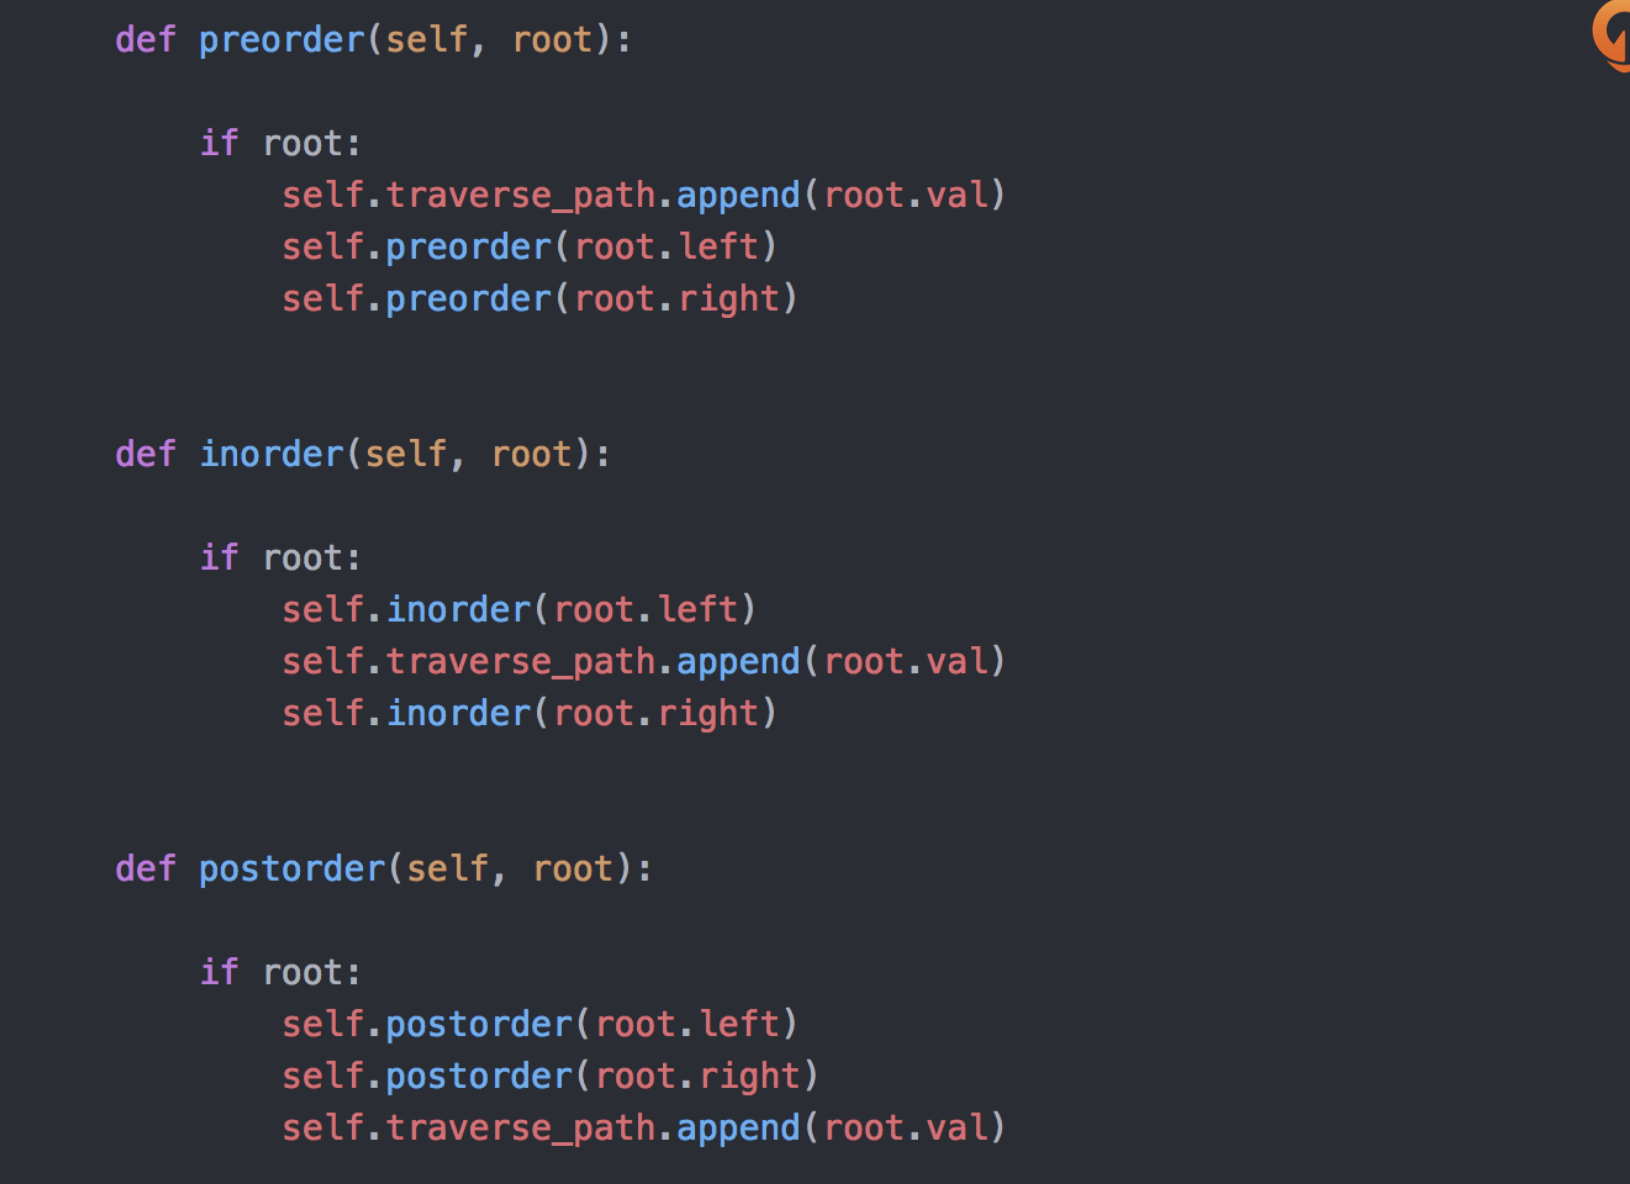 def preorder(self, root):
if root:
self.traverse_path.append(root.val)
self.preorder(root.left)
self.preorder(root.right)
def inorder(self, root):
if root:
self.inorder(root.left)
self.traverse_path.append(root.val)
self.inorder(root.right)
def postorder(self, root):
if root:
self.postorder(root.left)
self.postorder(root.right)
self.traverse_path.append(root.val)